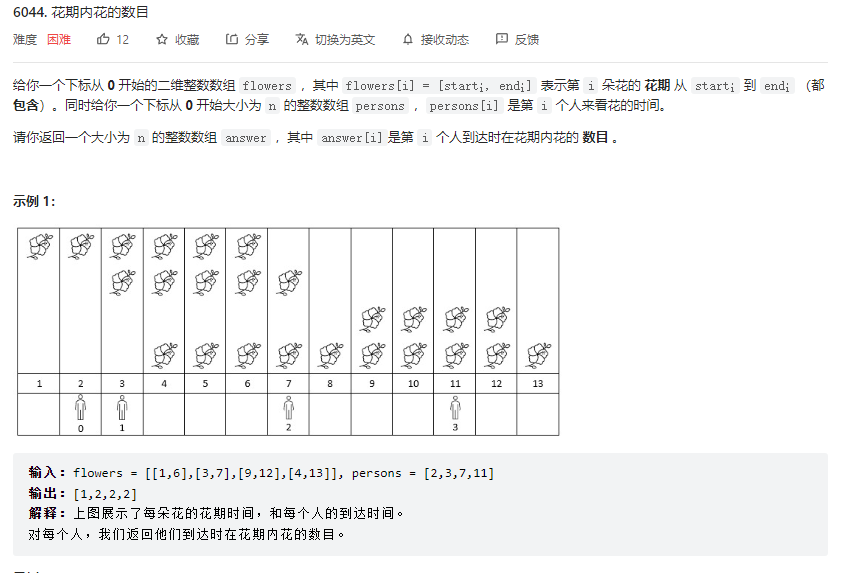 6044. 花期内花的数目
难度 困难 12 收藏 分享 切换为英文 接收动态 反馈
给你一个下标从 0 开始的二维整数数组 flowers ，其中 flowers[i] = [starti, endi] 表示第 i 朵花的 花期 从 starti 到 endi （都
包含）。同时给你一个下标从 0 开始大小为 n 的整数数组 persons ，persons[i] 是第 i 个人来看花的时间。
请你返回一个大小为 n 的整数数组 answer ，其中 answer[i] 是第 i 个人到达时在花期内花的 数目 。
示例 1：
1 2 3 4 5 6 7 8 9 10 11 12 13
0 1 2 3
输入：flowers = [[1,6],[3,7],[9,12],[4,13]], persons = [2,3,7,11]
输出：[1,2,2,2]
解释：上图展示了每朵花的花期时间，和每个人的到达时间。
对每个人，我们返回他们到达时在花期内花的数目。